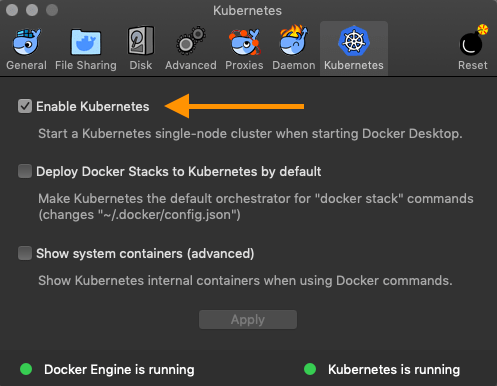 Kubernetes
General File Sharing Disk Advanced Proxies Daemon Kubernetes Reset
Enable Kubernetes
Start a Kubernetes single-node cluster when starting Docker Desktop.
Deploy Docker Stacks to Kubernetes by default
Make Kubernetes the default orchestrator for "docker stack" commands
(changes "~/.docker/config.json")
Show system containers (advanced)
Show Kubernetes internal containers when using Docker commands.
Apply
Docker Engine is running Kubernetes is running